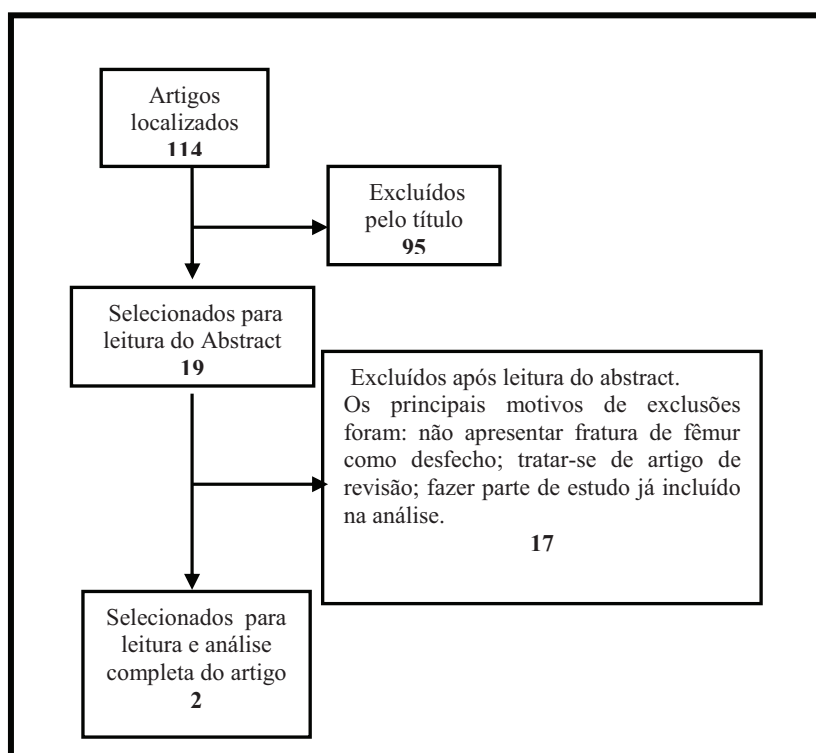 Artigos
localizados
114
Excluídos
pelo título
95
Selecionados para
leitura do Abstract
19
Excluídos após leitura do abstract.
Os principais motivos de exclusões
foram: não apresentar fratura de fêmur
como desfecho; tratar-se de artigo de
revisão; fazer parte de estudo já incluído
na análise.
17
Selecionados para
leitura e análise
completa do artigo
2